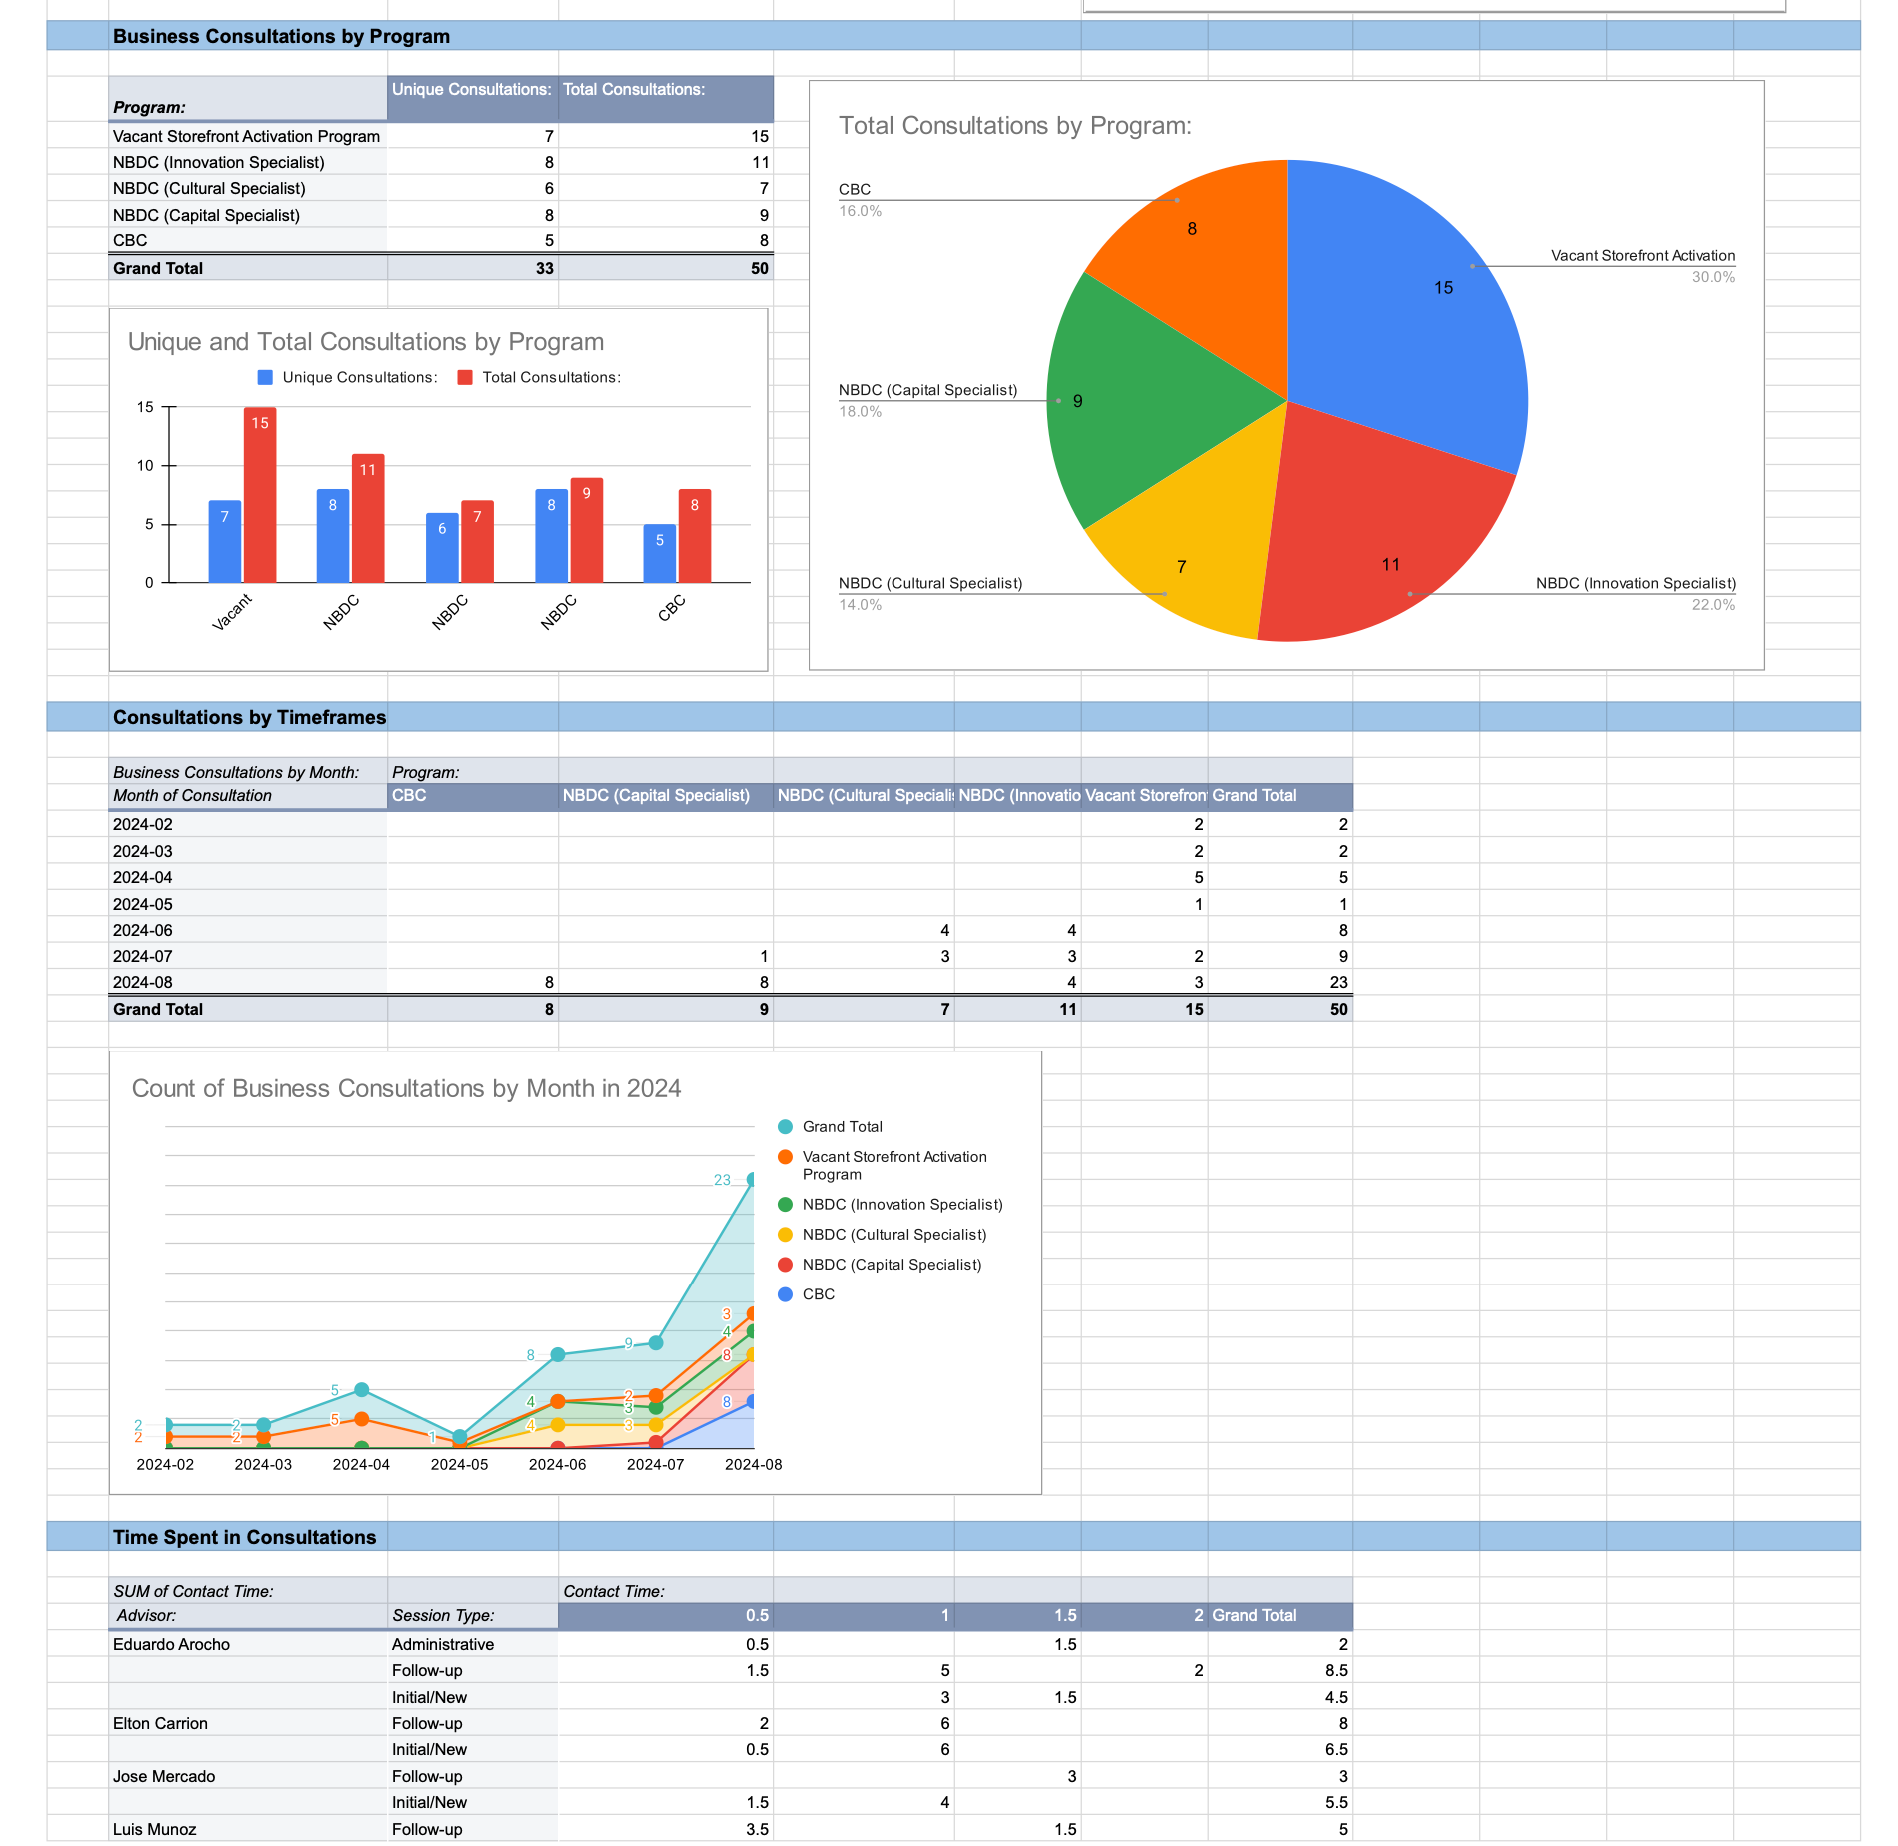 Business Consultations by Program
Program: Unique Consultations: Total Consultations:
Vacant Storefront Activation Program 7 15
NBDC (Innovation Specialist) 8 11
NBDC (Cultural Specialist) 6 7
NBDC (Capital Specialist) 8 9
CBC 5 8
Grand Total 33 50
Unique and Total Consultations by Program
Unique Consultations: Total Consultations:
15
10
5
0
7 15 8 11 6 7 8 9 5 8
Vacant NBDC NBDC NBDC CBC
Total Consultations by Program:
CBC
16.0%
8
Vacant Storefront Activation
30.0%
15
NBDC (Capital Specialist)
18.0%
9
NBDC (Cultural Specialist)
14.0%
7
NBDC (Innovation Specialist)
22.0%
11
Consultations by Timeframes
Business Consultations by Month: Program:
Month of Consultation CBC NBDC (Capital Specialist) NBDC (Cultural Speciali NBDC (Innovatio Vacant Storefron Grand Total
2024-02 2 2
2024-03 2 2
2024-04 5 5
2024-05 1 1
2024-06 4 4 8
2024-07 1 3 3 2 9
2024-08 8 8 4 3 23
Grand Total 8 9 7 11 15 50
Count of Business Consultations by Month in 2024
Grand Total
Vacant Storefront Activation
Program
NBDC (Innovation Specialist)
NBDC (Cultural Specialist)
NBDC (Capital Specialist)
CBC
23
3
4
8
8
9
2
3
3
8
4
4
1
5
5
2
2
2
2
2024-02 2024-03 2024-04 2024-05 2024-06 2024-07 2024-08
Time Spent in Consultations
SUM of Contact Time: Contact Time:
Advisor: Session Type: 0.5 1 1.5 2 Grand Total
Eduardo Arocho Administrative 0.5 1.5 2
Follow-up 1.5 5 2 8.5
Initial/New 3 1.5 4.5
Elton Carrion Follow-up 2 6 8
Initial/New 0.5 6 6.5
Jose Mercado Follow-up 3 3
Initial/New 1.5 4 5.5
Luis Munoz Follow-up 3.5 1.5 5